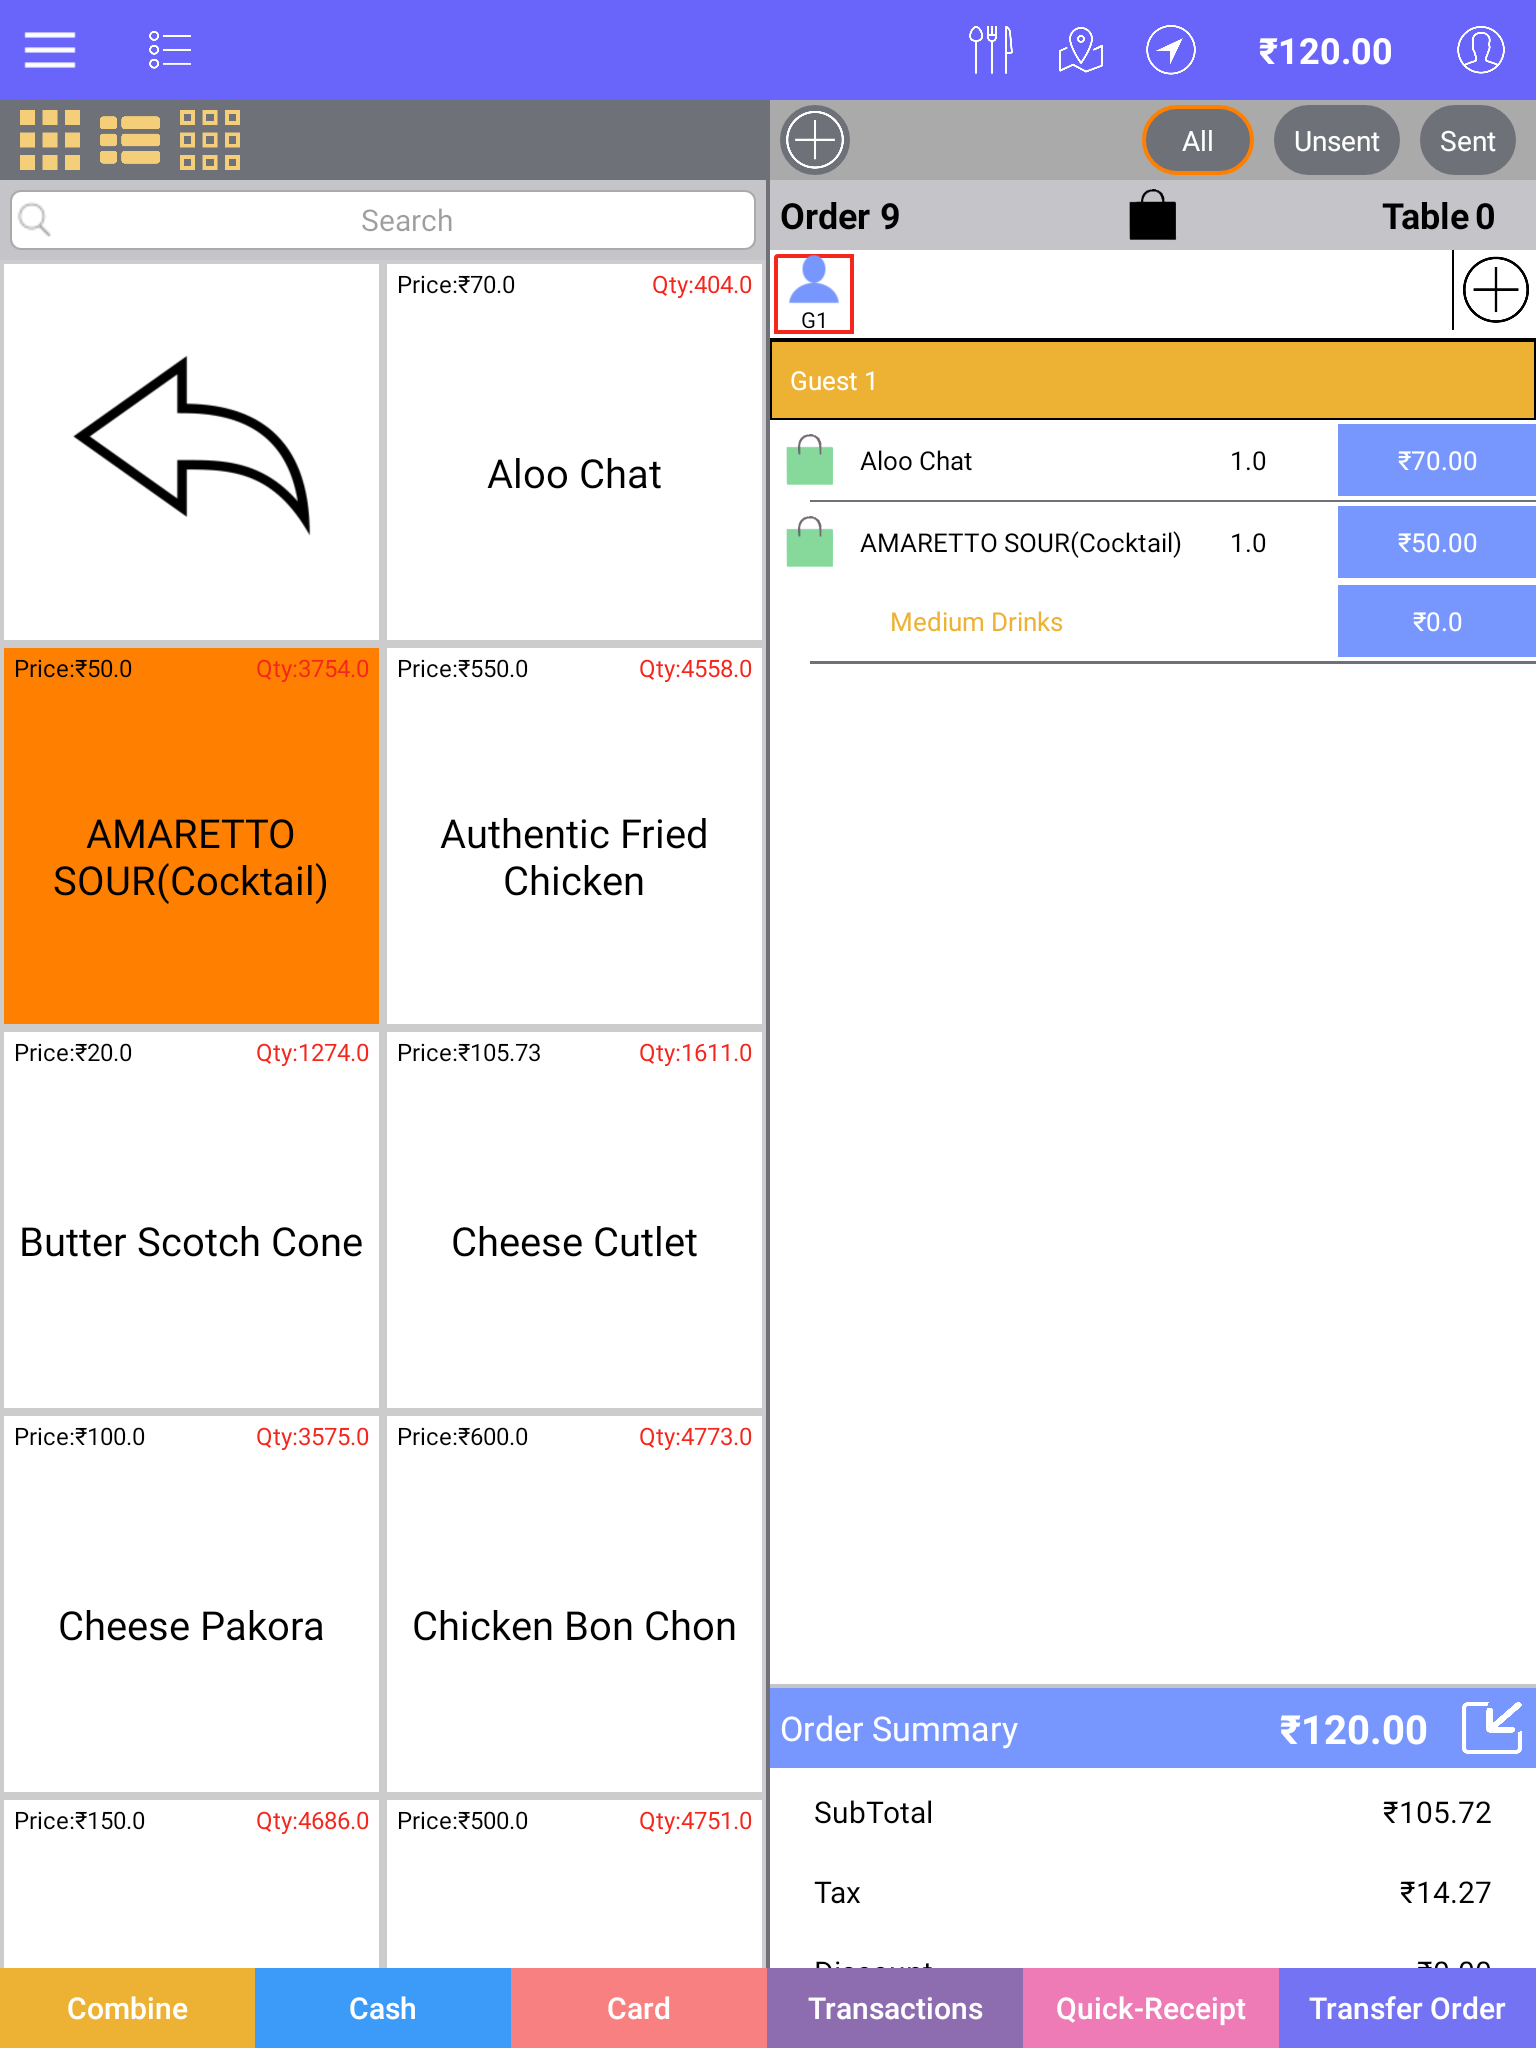 ₹120.00
All
Unsent
Sent
Search
Order 9
Table 0
G1
Guest 1
Aloo Chat 1.0 ₹70.00
AMARETTO SOUR(Cocktail) 1.0 ₹50.00
Medium Drinks ₹0.0
Price:₹70.0 Qty:404.0
Aloo Chat
Price:₹50.0 Qty:3754.0
AMARETTO
SOUR(Cocktail)
Price:₹550.0 Qty:4558.0
Authentic Fried
Chicken
Price:₹20.0 Qty:1274.0
Butter Scotch Cone
Price:₹105.73 Qty:1611.0
Cheese Cutlet
Price:₹100.0 Qty:3575.0
Cheese Pakora
Price:₹600.0 Qty:4773.0
Chicken Bon Chon
Price:₹150.0 Qty:4686.0
Price:₹500.0 Qty:4751.0
Order Summary ₹120.00
SubTotal ₹105.72
Tax ₹14.27
Combine
Cash
Card
Transactions
Quick-Receipt
Transfer Order